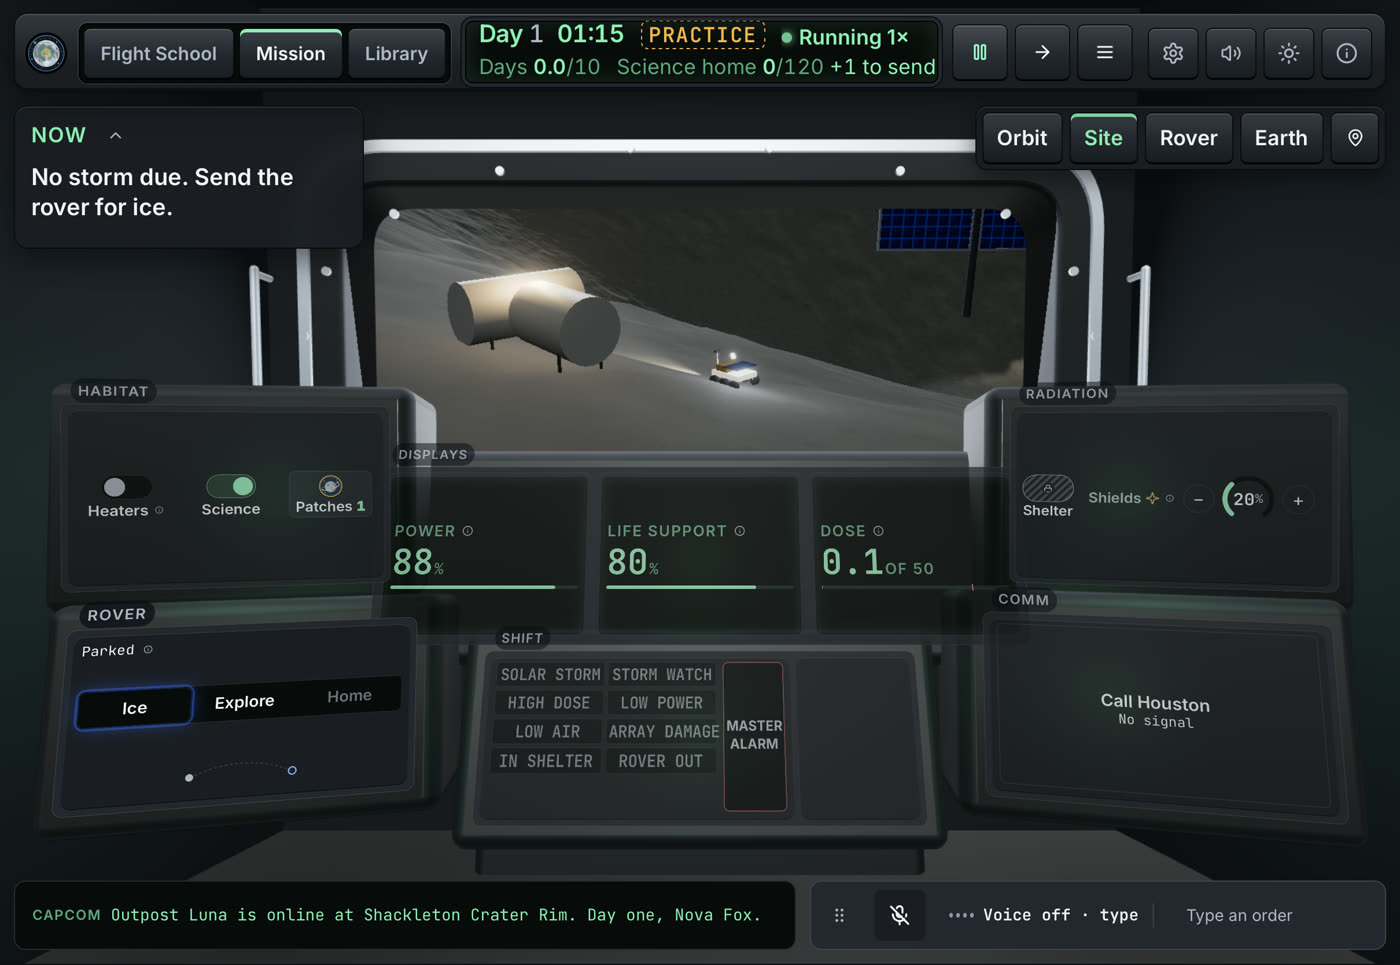 Flight School
Mission
Library
Day 1 01:15 PRACTICE Running 1×
Days 0.0/10 Science home 0/120 +1 to send
NOW
No storm due. Send the
rover for ice.
Orbit
Site
Rover
Earth
HABITAT
Heaters
Science
Patches 1
DISPLAYS
POWER
88%
LIFE SUPPORT
80%
DOSE
0.1 OF 50
RADIATION
Shelter
Shields
20%
ROVER
Parked
Ice
Explore
Home
SHIFT
SOLAR STORM
STORM WATCH
HIGH DOSE
LOW POWER
LOW AIR
ARRAY DAMAGE
IN SHELTER
ROVER OUT
MASTER
ALARM
COMM
Call Houston
No signal
CAPCOM Outpost Luna is online at Shackleton Crater Rim. Day one, Nova Fox.
Voice off · type
Type an order